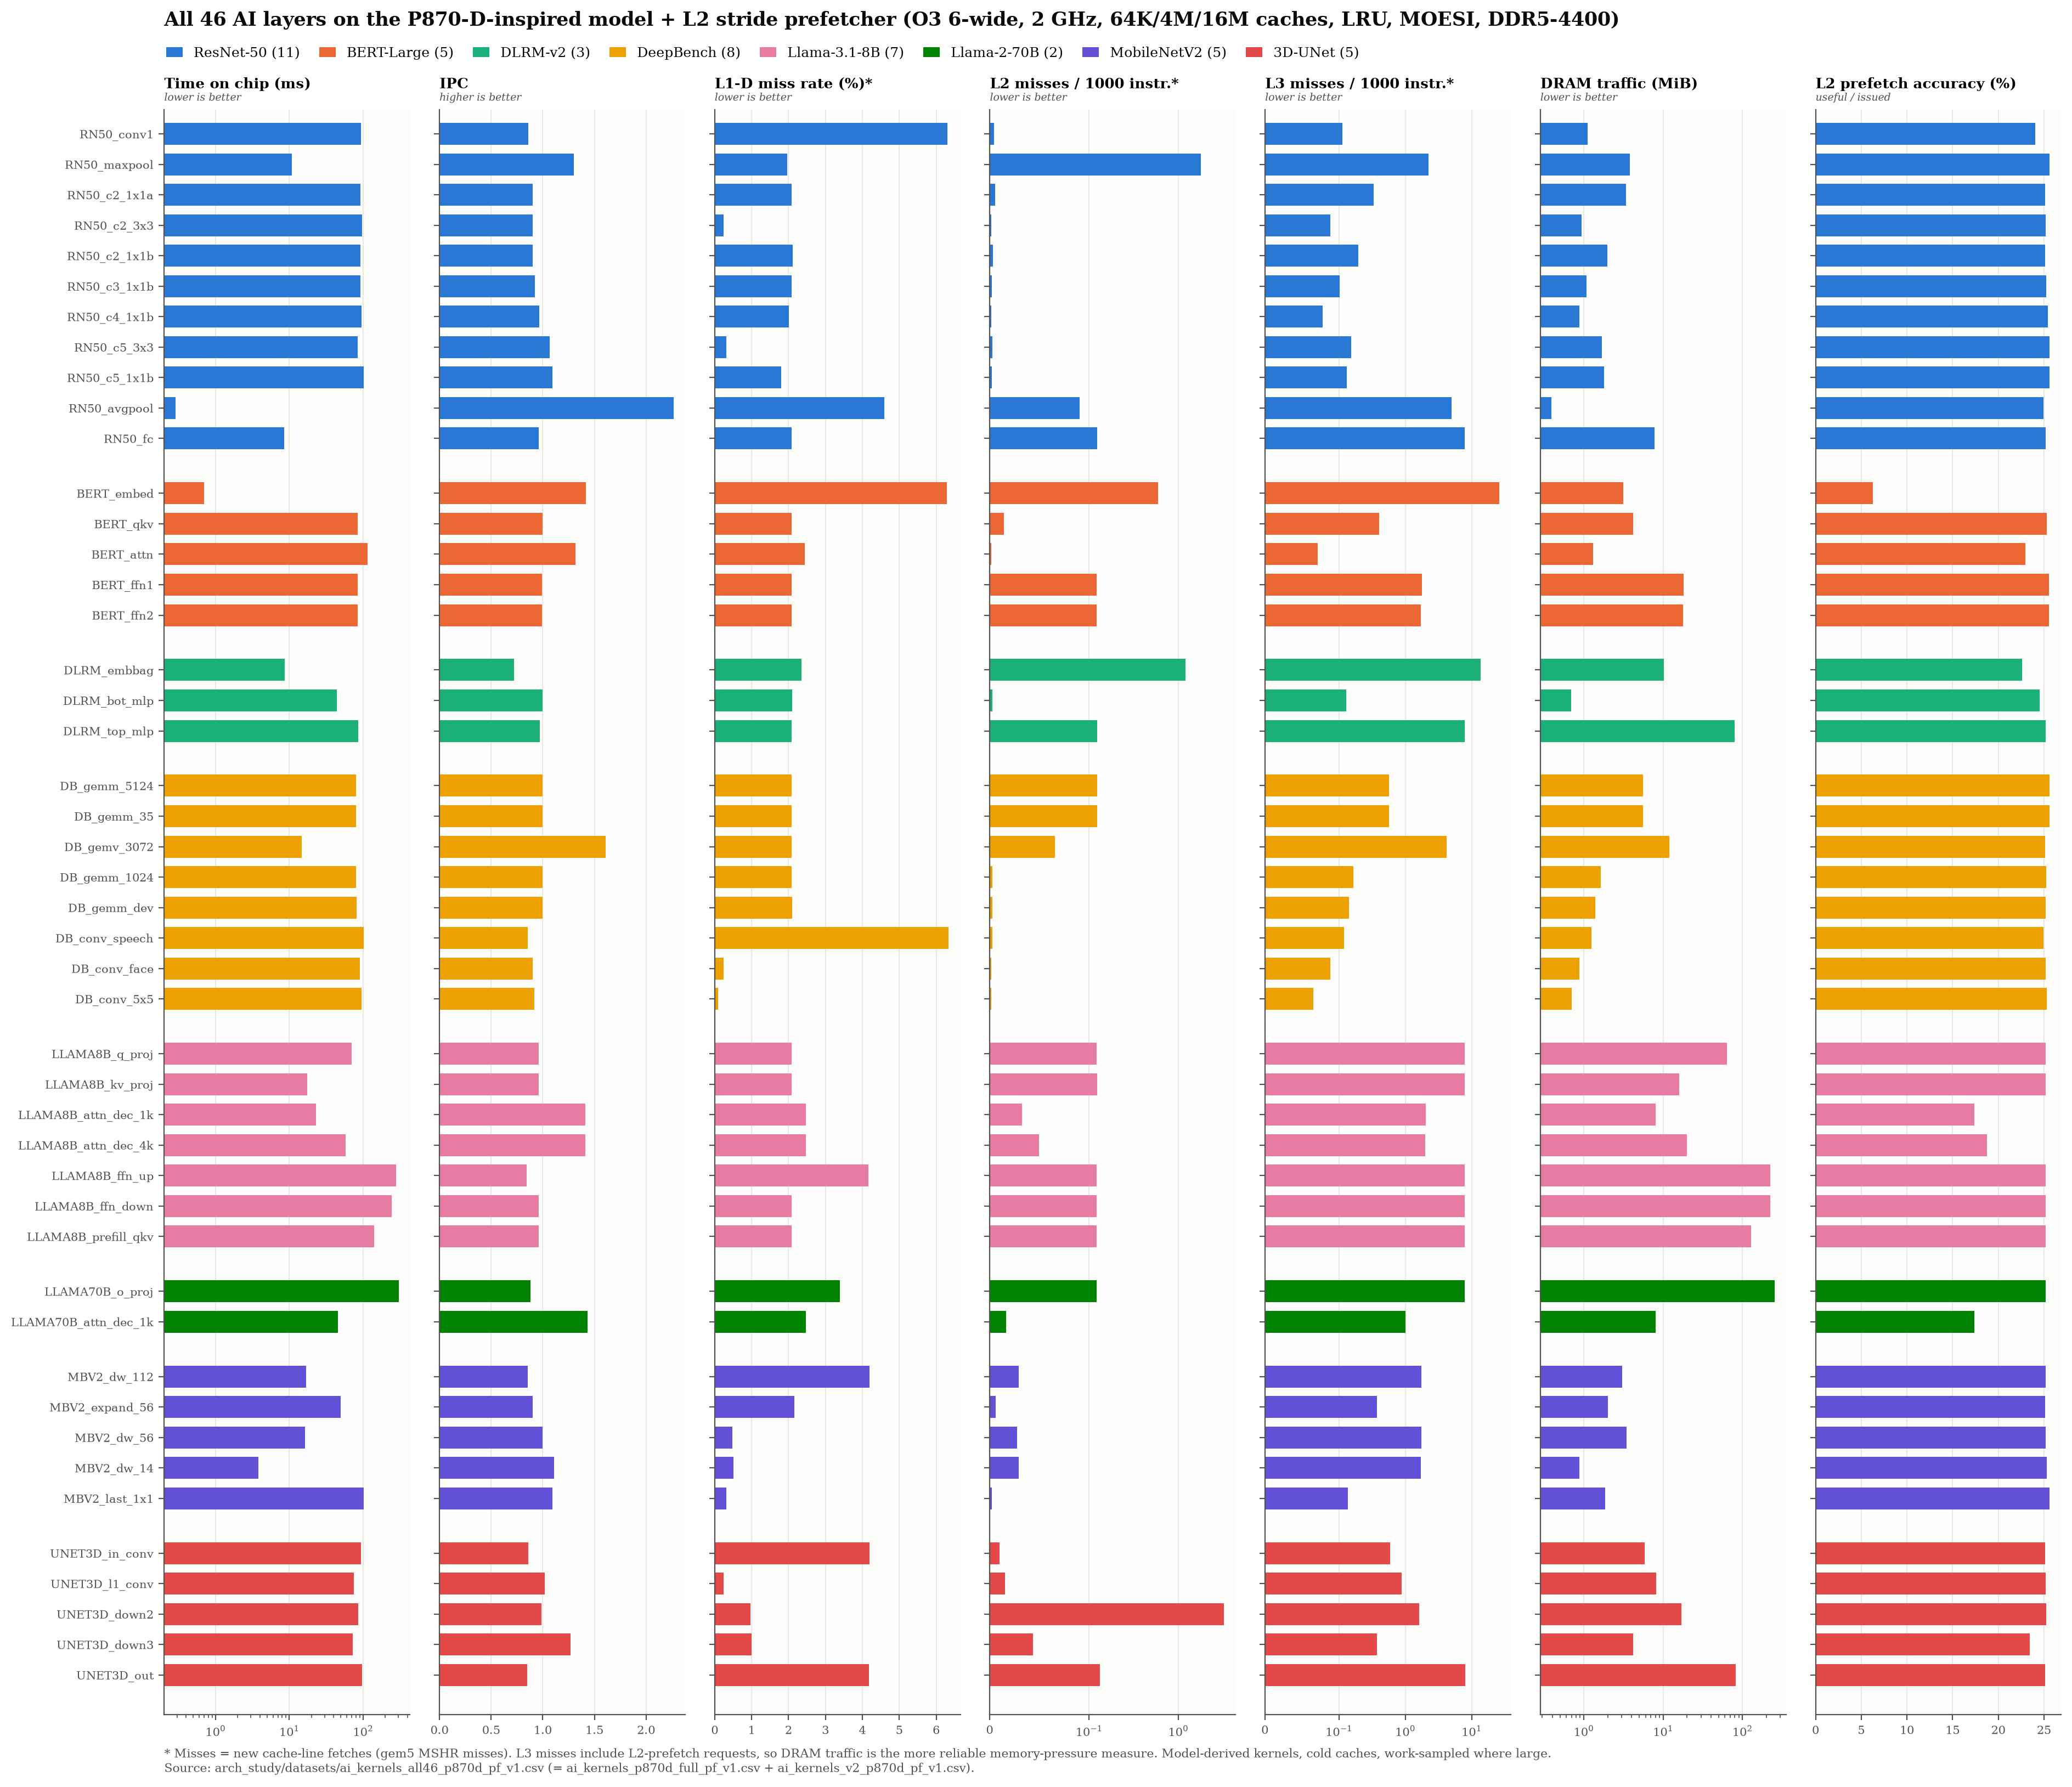 All 46 AI layers on the P870-D-inspired model + L2 stride prefetcher (O3 6-wide, 2 GHz, 64K/4M/16M caches, LRU, MOESI, DDR5-4400)
ResNet-50 (11) BERT-Large (5) DLRM-v2 (3) DeepBench (8) Llama-3.1-8B (7) Llama-2-70B (2) MobileNetV2 (5) 3D-UNet (5)
Time on chip (ms) IPC L1-D miss rate (%)* L2 misses / 1000 instr.* L3 misses / 1000 instr.* DRAM traffic (MiB) L2 prefetch accuracy (%)
lower is better higher is better lower is better lower is better lower is better lower is better useful / issued
RN50_conv1
RN50_maxpool
RN50_c2_1x1a
RN50_c2_3x3
RN50_c2_1x1b
RN50_c3_1x1b
RN50_c4_1x1b
RN50_c5_3x3
RN50_c5_1x1b
RN50_avgpool
RN50_fc
BERT_embed
BERT_qkv
BERT_attn
BERT_ffn1
BERT_ffn2
DLRM_embbag
DLRM_bot_mlp
DLRM_top_mlp
DB_gemm_5124
DB_gemm_35
DB_gemv_3072
DB_gemm_1024
DB_gemm_dev
DB_conv_speech
DB_conv_face
DB_conv_5x5
LLAMA8B_q_proj
LLAMA8B_kv_proj
LLAMA8B_attn_dec_1k
LLAMA8B_attn_dec_4k
LLAMA8B_ffn_up
LLAMA8B_ffn_down
LLAMA8B_prefill_qkv
LLAMA70B_o_proj
LLAMA70B_attn_dec_1k
MBV2_dw_112
MBV2_expand_56
MBV2_dw_56
MBV2_dw_14
MBV2_last_1x1
UNET3D_in_conv
UNET3D_l1_conv
UNET3D_down2
UNET3D_down3
UNET3D_out
10⁰ 10¹ 10² 0.0 0.5 1.0 1.5 2.0 0 1 2 3 4 5 6 0 10⁻¹ 10⁰ 0 10⁻¹ 10⁰ 10¹ 10⁰ 10¹ 10² 0 5 10 15 20 25
* Misses = new cache-line fetches (gem5 MSHR misses). L3 misses include L2-prefetch requests, so DRAM traffic is the more reliable memory-pressure measure. Model-derived kernels, cold caches, work-sampled where large.
Source: arch_study/datasets/ai_kernels_all46_p870d_pf_v1.csv (= ai_kernels_p870d_full_pf_v1.csv + ai_kernels_v2_p870d_pf_v1.csv).